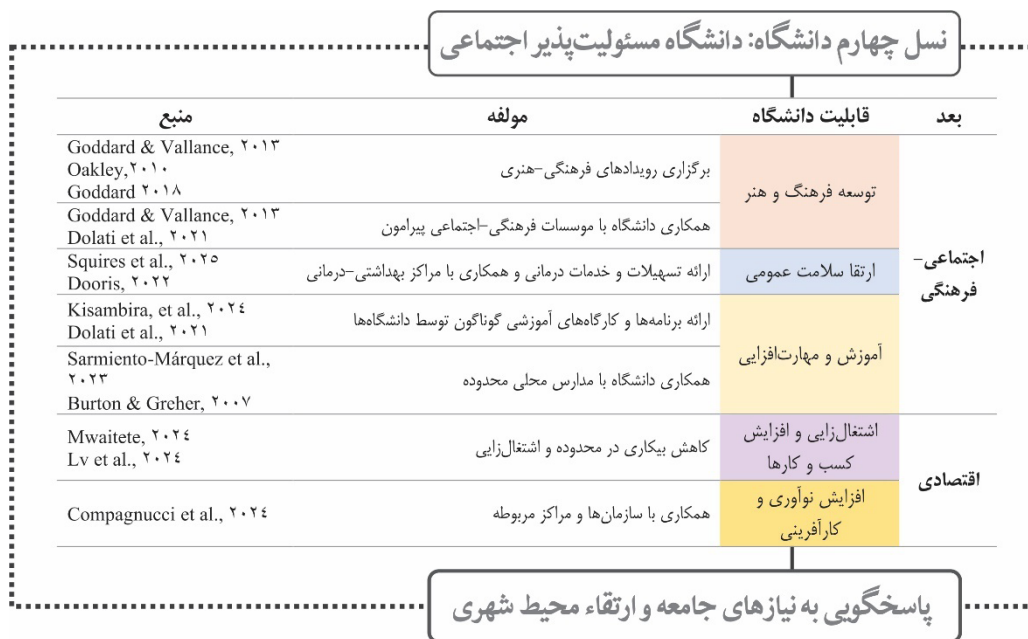 نسل چهارم دانشگاه: دانشگاه مسئولیت‌پذیر اجتماعی
بعد	قابلیت دانشگاه	مولفه	منبع
اجتماعی-
فرهنگی
توسعه فرهنگ و هنر
برگزاری رویدادهای فرهنگی-هنری
Goddard & Vallance, ۲۰۱۳
Oakley,۲۰۱۰
Goddard ۲۰۱۸
همکاری دانشگاه با موسسات فرهنگی-اجتماعی پیرامون
Goddard & Vallance, ۲۰۱۳
Dolati et al., ۲۰۲۱
ارتقا سلامت عمومی
ارائه تسهیلات و خدمات درمانی و همکاری با مراکز بهداشتی-درمانی
Squires et al., ۲۰۲۵
Dooris, ۲۰۲۲
آموزش و مهارت‌افزایی
ارائه برنامه‌ها و کارگاه‌های آموزشی گوناگون توسط دانشگاه‌ها
Kisambira, et al., ۲۰۲٤
Dolati et al., ۲۰۲۱
همکاری دانشگاه با مدارس محلی محدوده
Sarmiento-Márquez et al.,
۲۰۲۳
Burton & Greher, ۲۰۰۷
اقتصادی
اشتغال‌زایی و افزایش
کسب و کارها
کاهش بیکاری در محدوده و اشتغال‌زایی
Mwaitete, ۲۰۲٤
Lv et al., ۲۰۲٤
افزایش نوآوری و
کارآفرینی
همکاری با سازمان‌ها و مراکز مربوطه
Compagnucci et al., ۲۰۲٤
پاسخگویی به نیازهای جامعه و ارتقاء محیط شهری